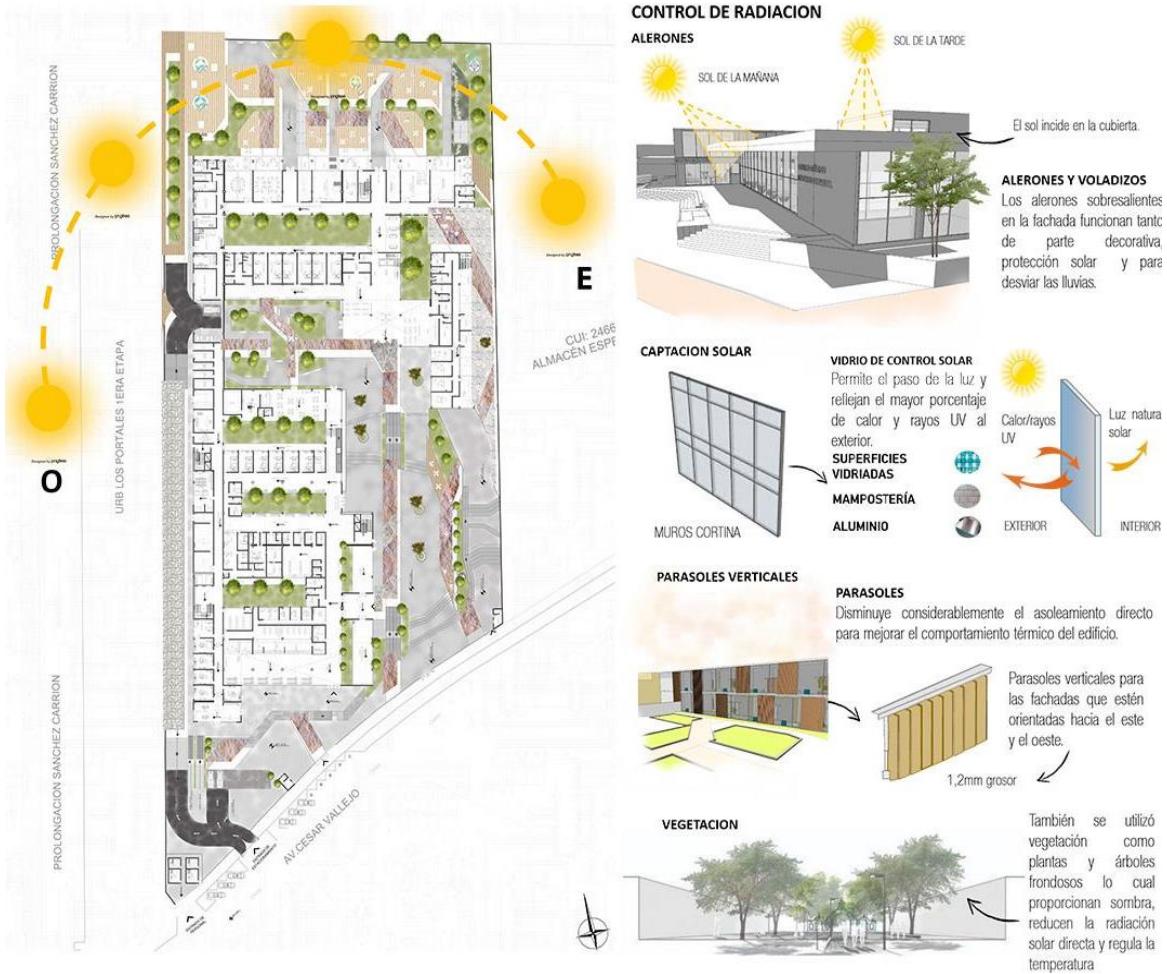 PROLONGACION SANCHEZ CARRION
URB LOS PORTALES 1ERA ETAPA
PROLONGACION SANCHEZ CARRION
O
E
CUI: 2466
ALMACÉN ESPE
AV.CESAR VALLEJO
CONTROL DE RADIACION
ALERONES
SOL DE LA MAÑANA
SOL DE LA TARDE
El sol incide en la cubierta.
ALERONES Y VOLADIZOS
Los alerones sobresalientes
en la fachada funcionan tanto
de parte decorativa,
protección solar y para
desviar las lluvias.
CAPTACION SOLAR
MUROS CORTINA
VIDRIO DE CONTROL SOLAR
Permite el paso de la luz y
reflejan el mayor porcentaje
de calor y rayos UV al
exterior.
SUPERFICIES
VIDRIADAS
MAMPOSTERÍA
ALUMINIO
Calor/rayos
UV
Luz natura
solar
EXTERIOR
INTERIOR
PARASOLES VERTICALES
PARASOLES
Disminuye considerablemente el asoleamiento directo
para mejorar el comportamiento térmico del edificio.
Parasoles verticales para
las fachadas que estén
orientadas hacia el este
y el oeste.
1,2mm grosor
VEGETACION
También se utilizó
vegetación como
plantas y árboles
frondosos lo cual
proporcionan sombra,
reducen la radiación
solar directa y regula la
temperatura